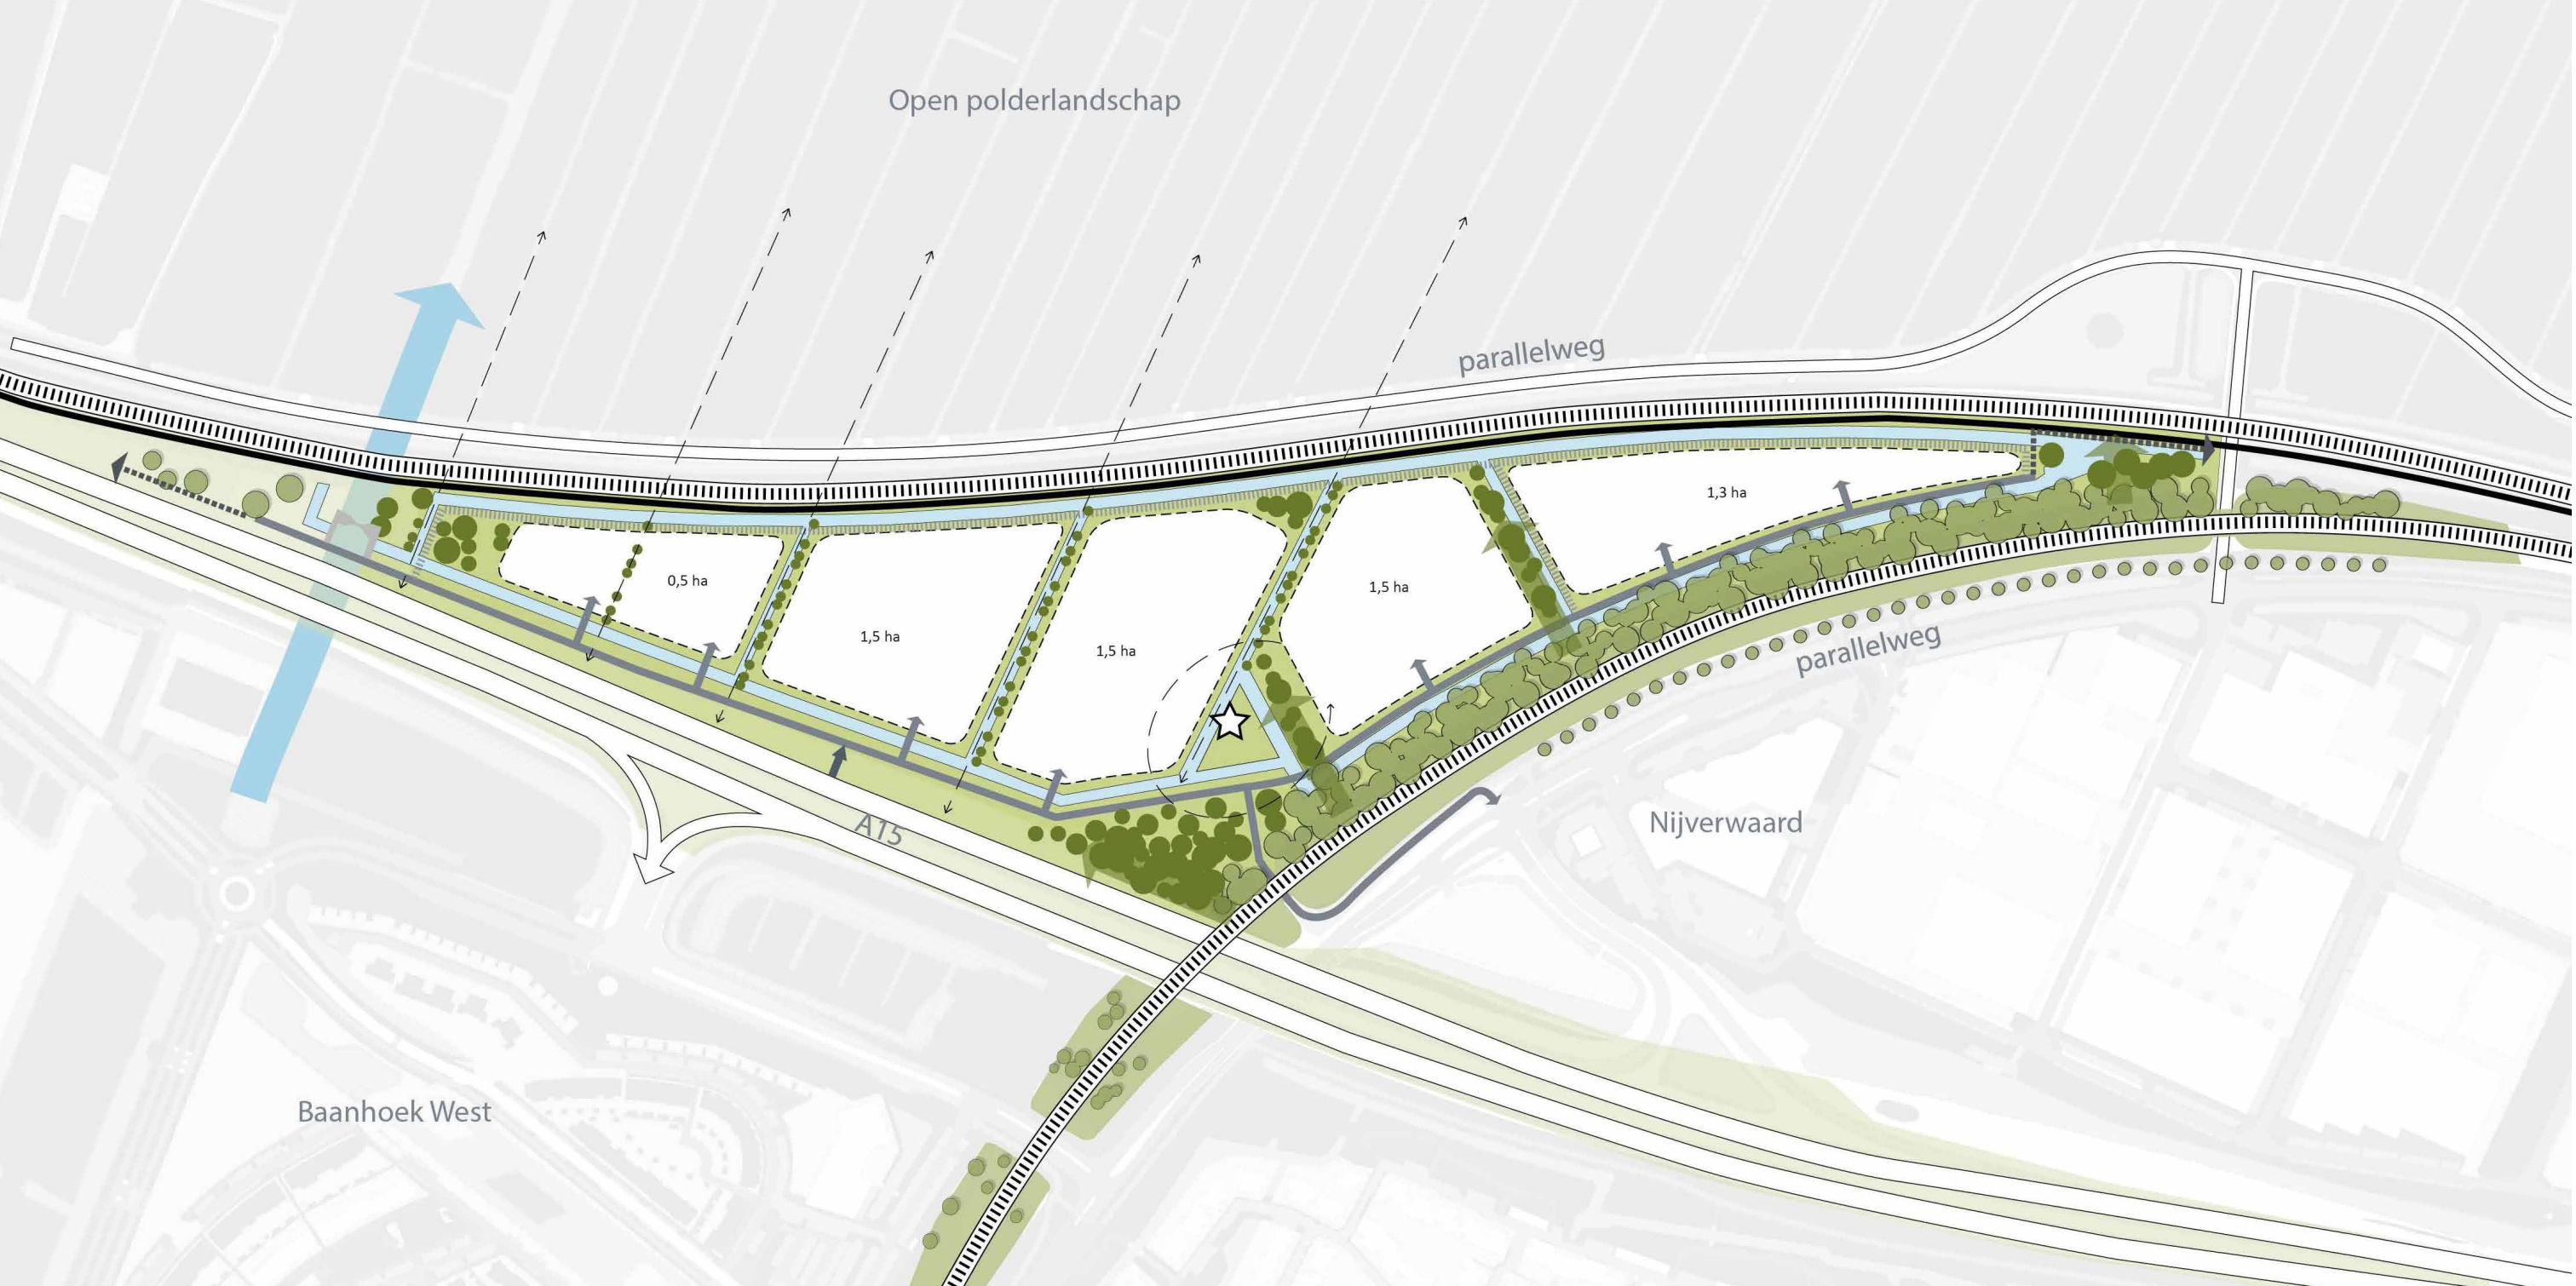 Open polderlandschap
parallelweg
1,3 ha
0,5 ha
1,5 ha
1,5 ha
1,5 ha
parallelweg
A15
Nijverwaard
Baanhoek West